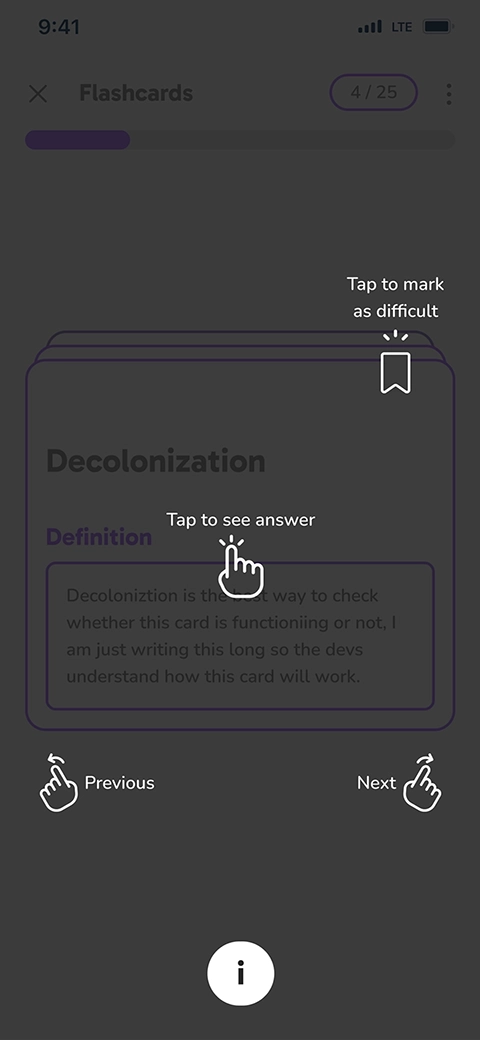 9:41
LTE
Flashcards
4 / 25
Tap to mark
as difficult
Decolonization
Tap to see answer
Definition
Decoloniztion is the best way to check
whether this card is functioniing or not, I
am just writing this long so the devs
understand how this card will work.
Previous
Next
i